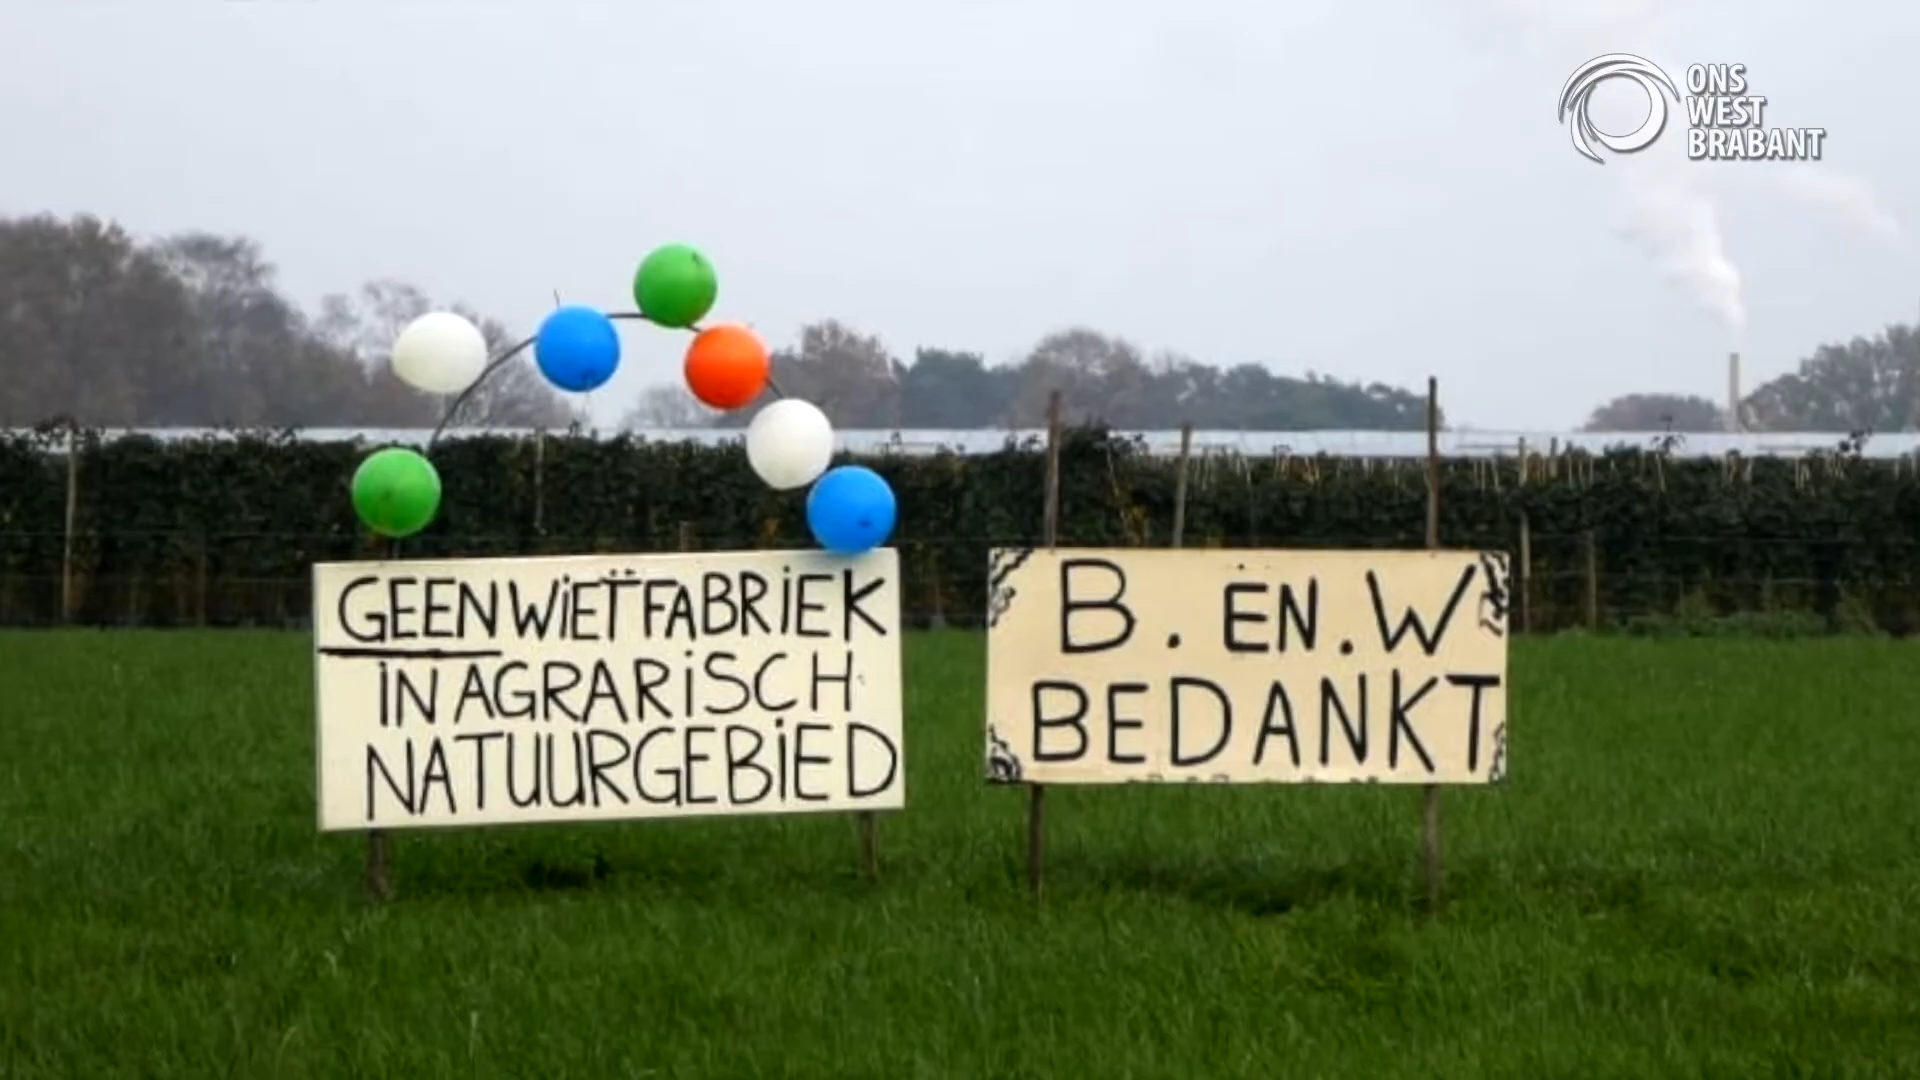 ONS
WEST
BRABANT
GEEN WIET FABRIEK
IN AGRARISCH
NATUURGEBIED
B. EN. W
BEDANKT